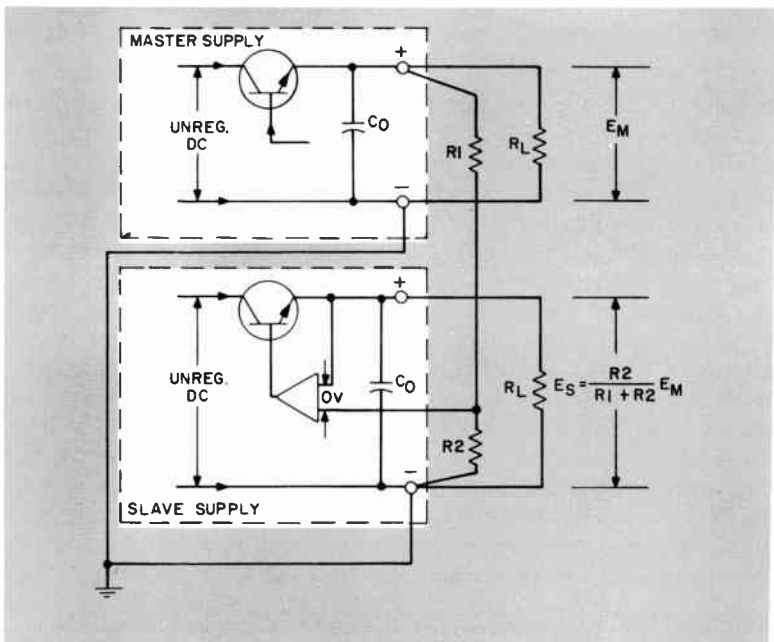 MASTER SUPPLY
+
UNREG.
DC
CO
R1
RL
EM
−
+
UNREG.
DC
OV
CO
RL
ES = R2 / R1 + R2 EM
R2
−
SLAVE SUPPLY